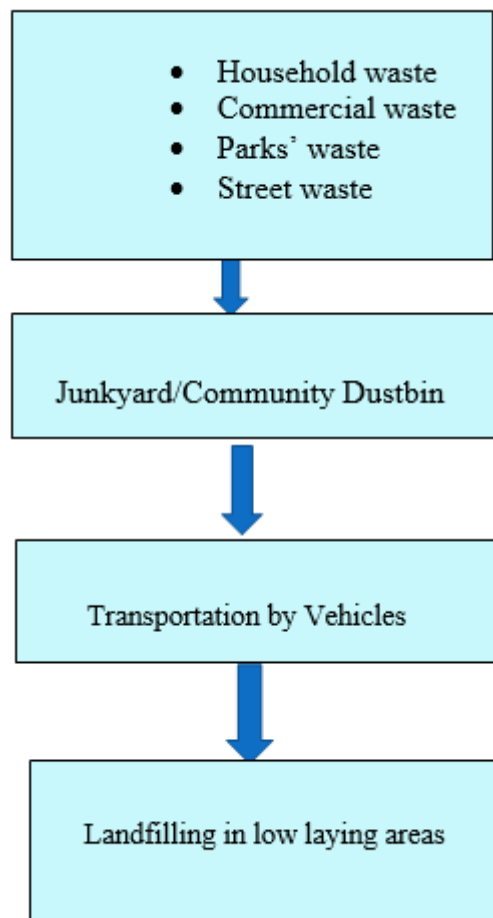 • Household waste
• Commercial waste
• Parks’ waste
• Street waste
Junkyard/Community Dustbin
Transportation by Vehicles
Landfilling in low laying areas